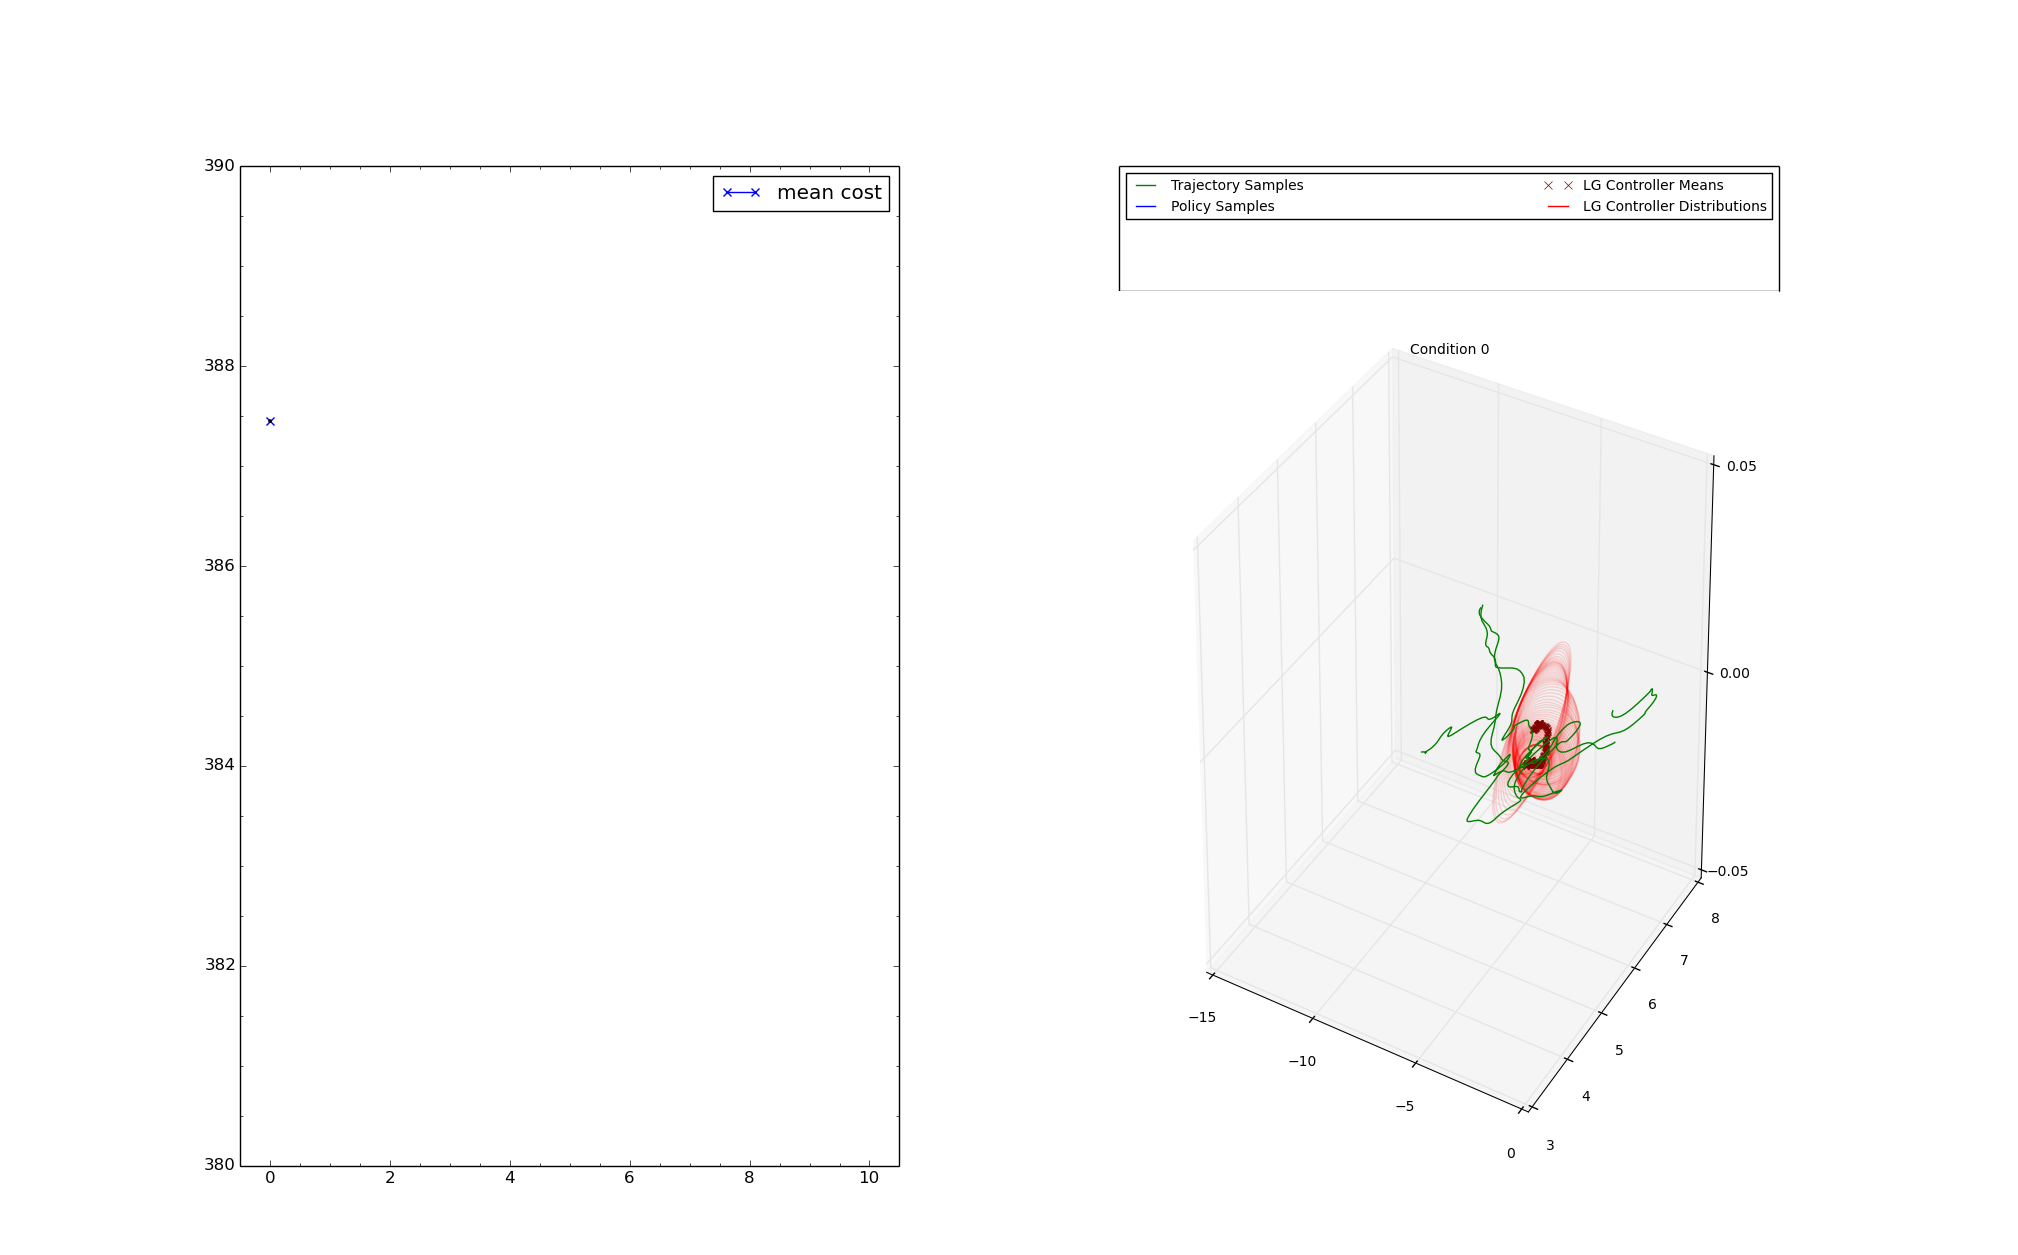 390
388
386
384
382
380
0 2 4 6 8 10
mean cost
Trajectory Samples
Policy Samples
LG Controller Means
LG Controller Distributions
Condition 0
0.05
0.00
−0.05
8
7
6
5
4
3
−15
−10
−5
0